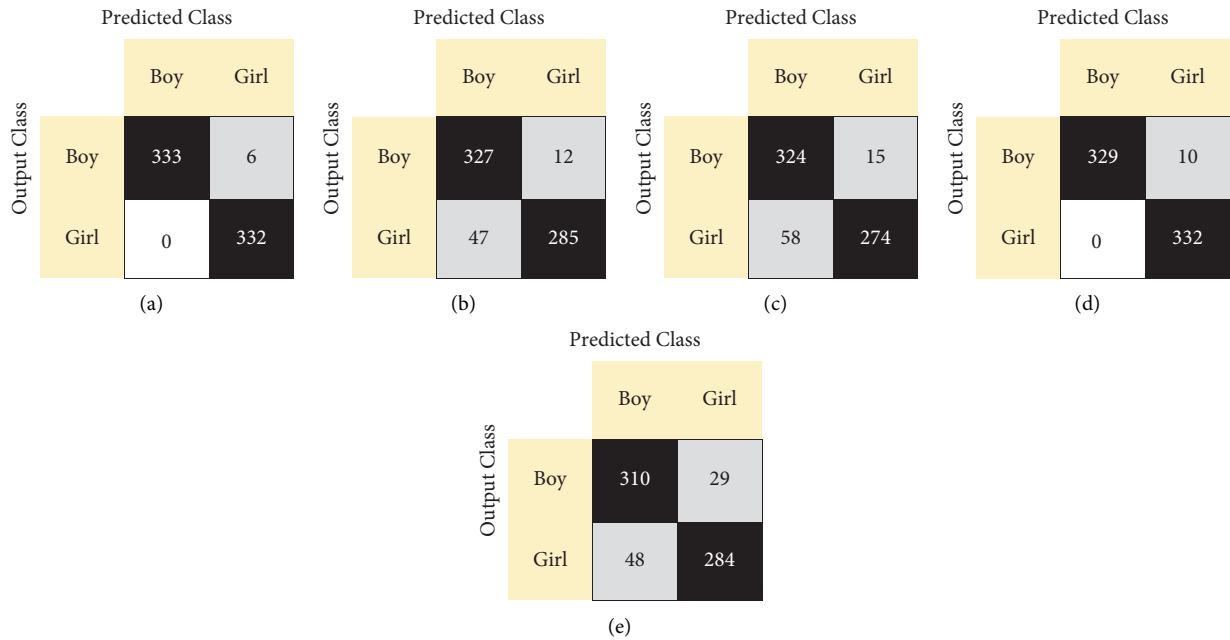 Predicted Class
Output Class
Boy Girl
Boy 333 6
Girl 0 332
(a)
Predicted Class
Output Class
Boy Girl
Boy 327 12
Girl 47 285
(b)
Predicted Class
Output Class
Boy Girl
Boy 324 15
Girl 58 274
(c)
Predicted Class
Output Class
Boy Girl
Boy 329 10
Girl 0 332
(d)
Predicted Class
Output Class
Boy Girl
Boy 310 29
Girl 48 284
(e)